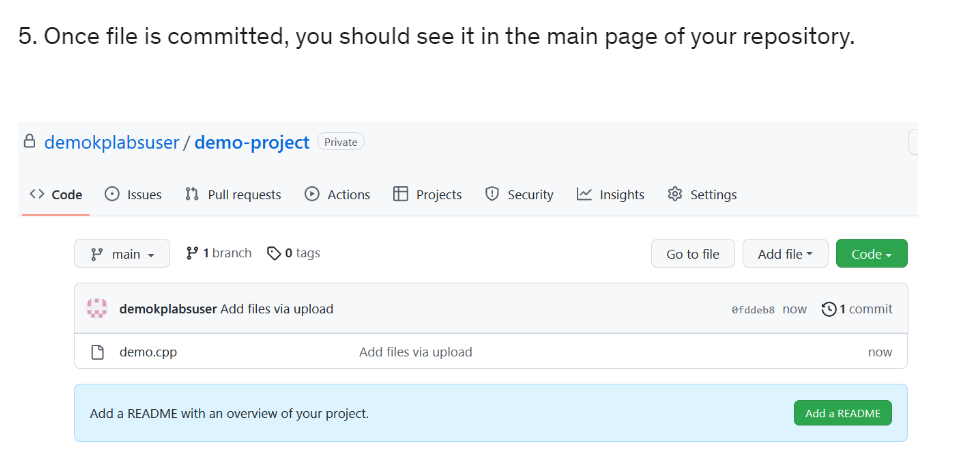 5. Once file is committed, you should see it in the main page of your repository.
demokplabsuser / demo-project Private
Code Issues Pull requests Actions Projects Security Insights Settings
main 1 branch 0 tags Go to file Add file Code
demokplabsuser Add files via upload 0fddeb8 now 1 commit
demo.cpp Add files via upload now
Add a README with an overview of your project. Add a README